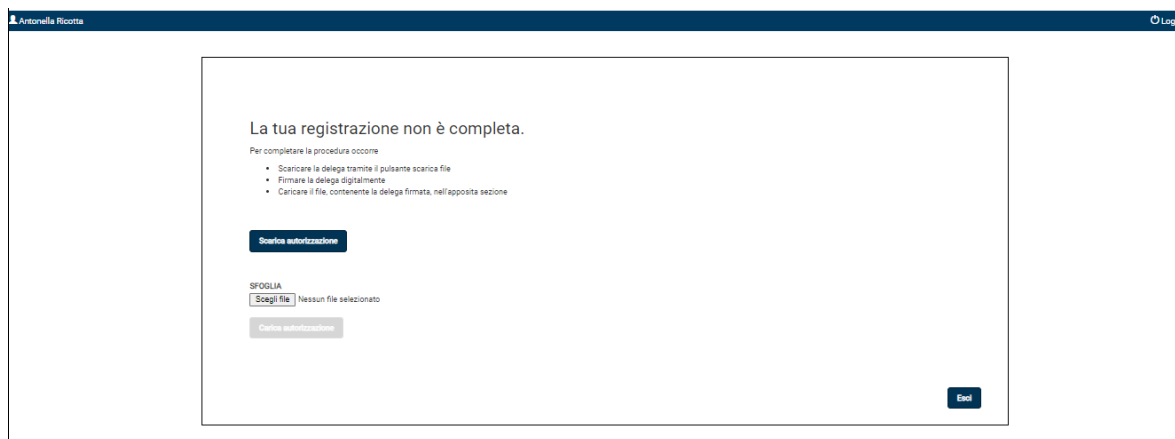 Antonella Ricotta
Log
La tua registrazione non è completa.
Per completare la procedura occorre
Scaricare la delega tramite il pulsante scarica file
Firmare la delega digitalmente
Caricare il file, contenente la delega firmata, nell'apposita sezione
Scarica autorizzazione
SFOGLIA
Scegli file Nessun file selezionato
Carica autorizzazione
Esci